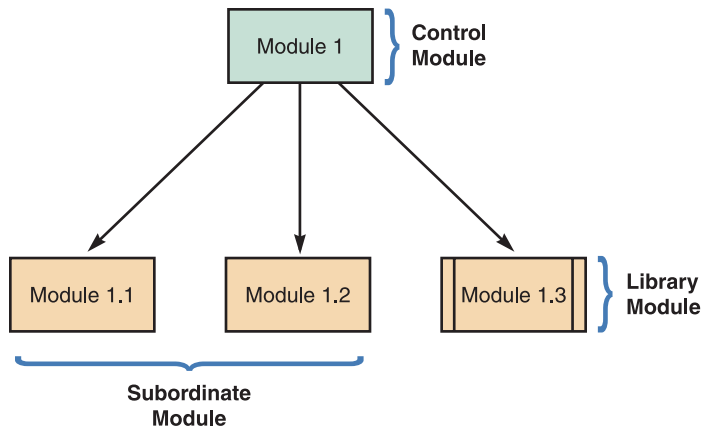 Module 1
Control
Module
Module 1.1
Module 1.2
Module 1.3
Library
Module
Subordinate
Module